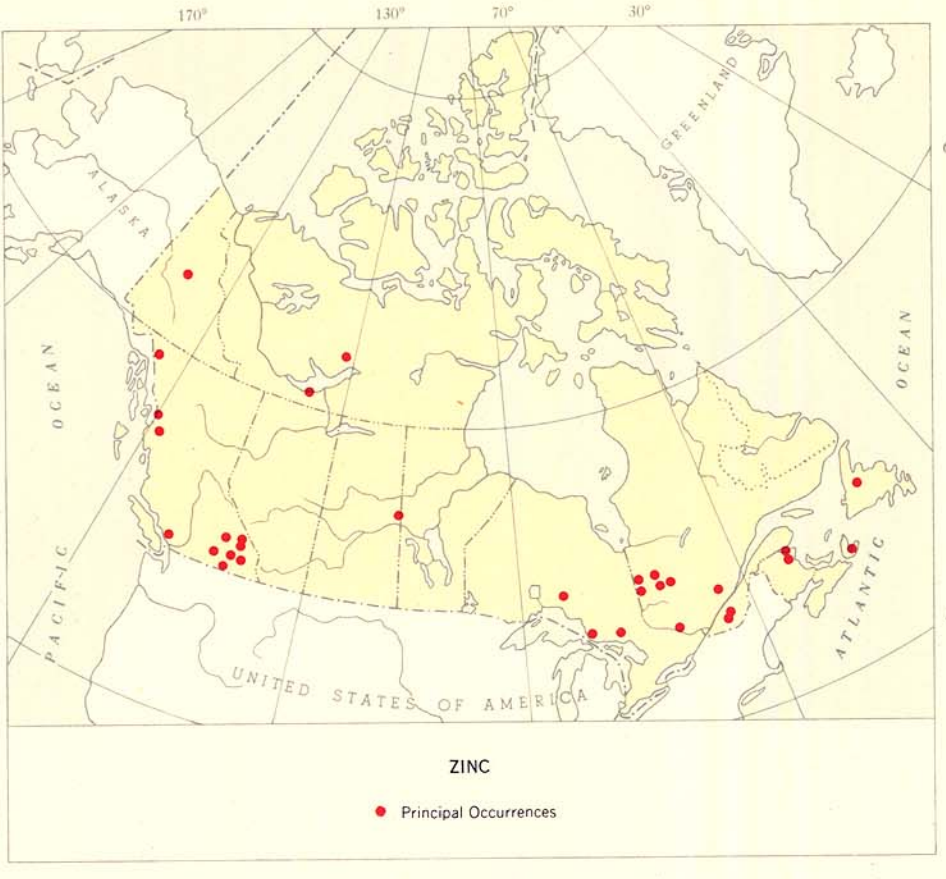 170° 130° 70° 30°
GREENLAND
ALASKA
OCEAN
OCEAN
PACIFIC
ATLANTIC
UNITED STATES OF AMERICA
ZINC
Principal Occurrences